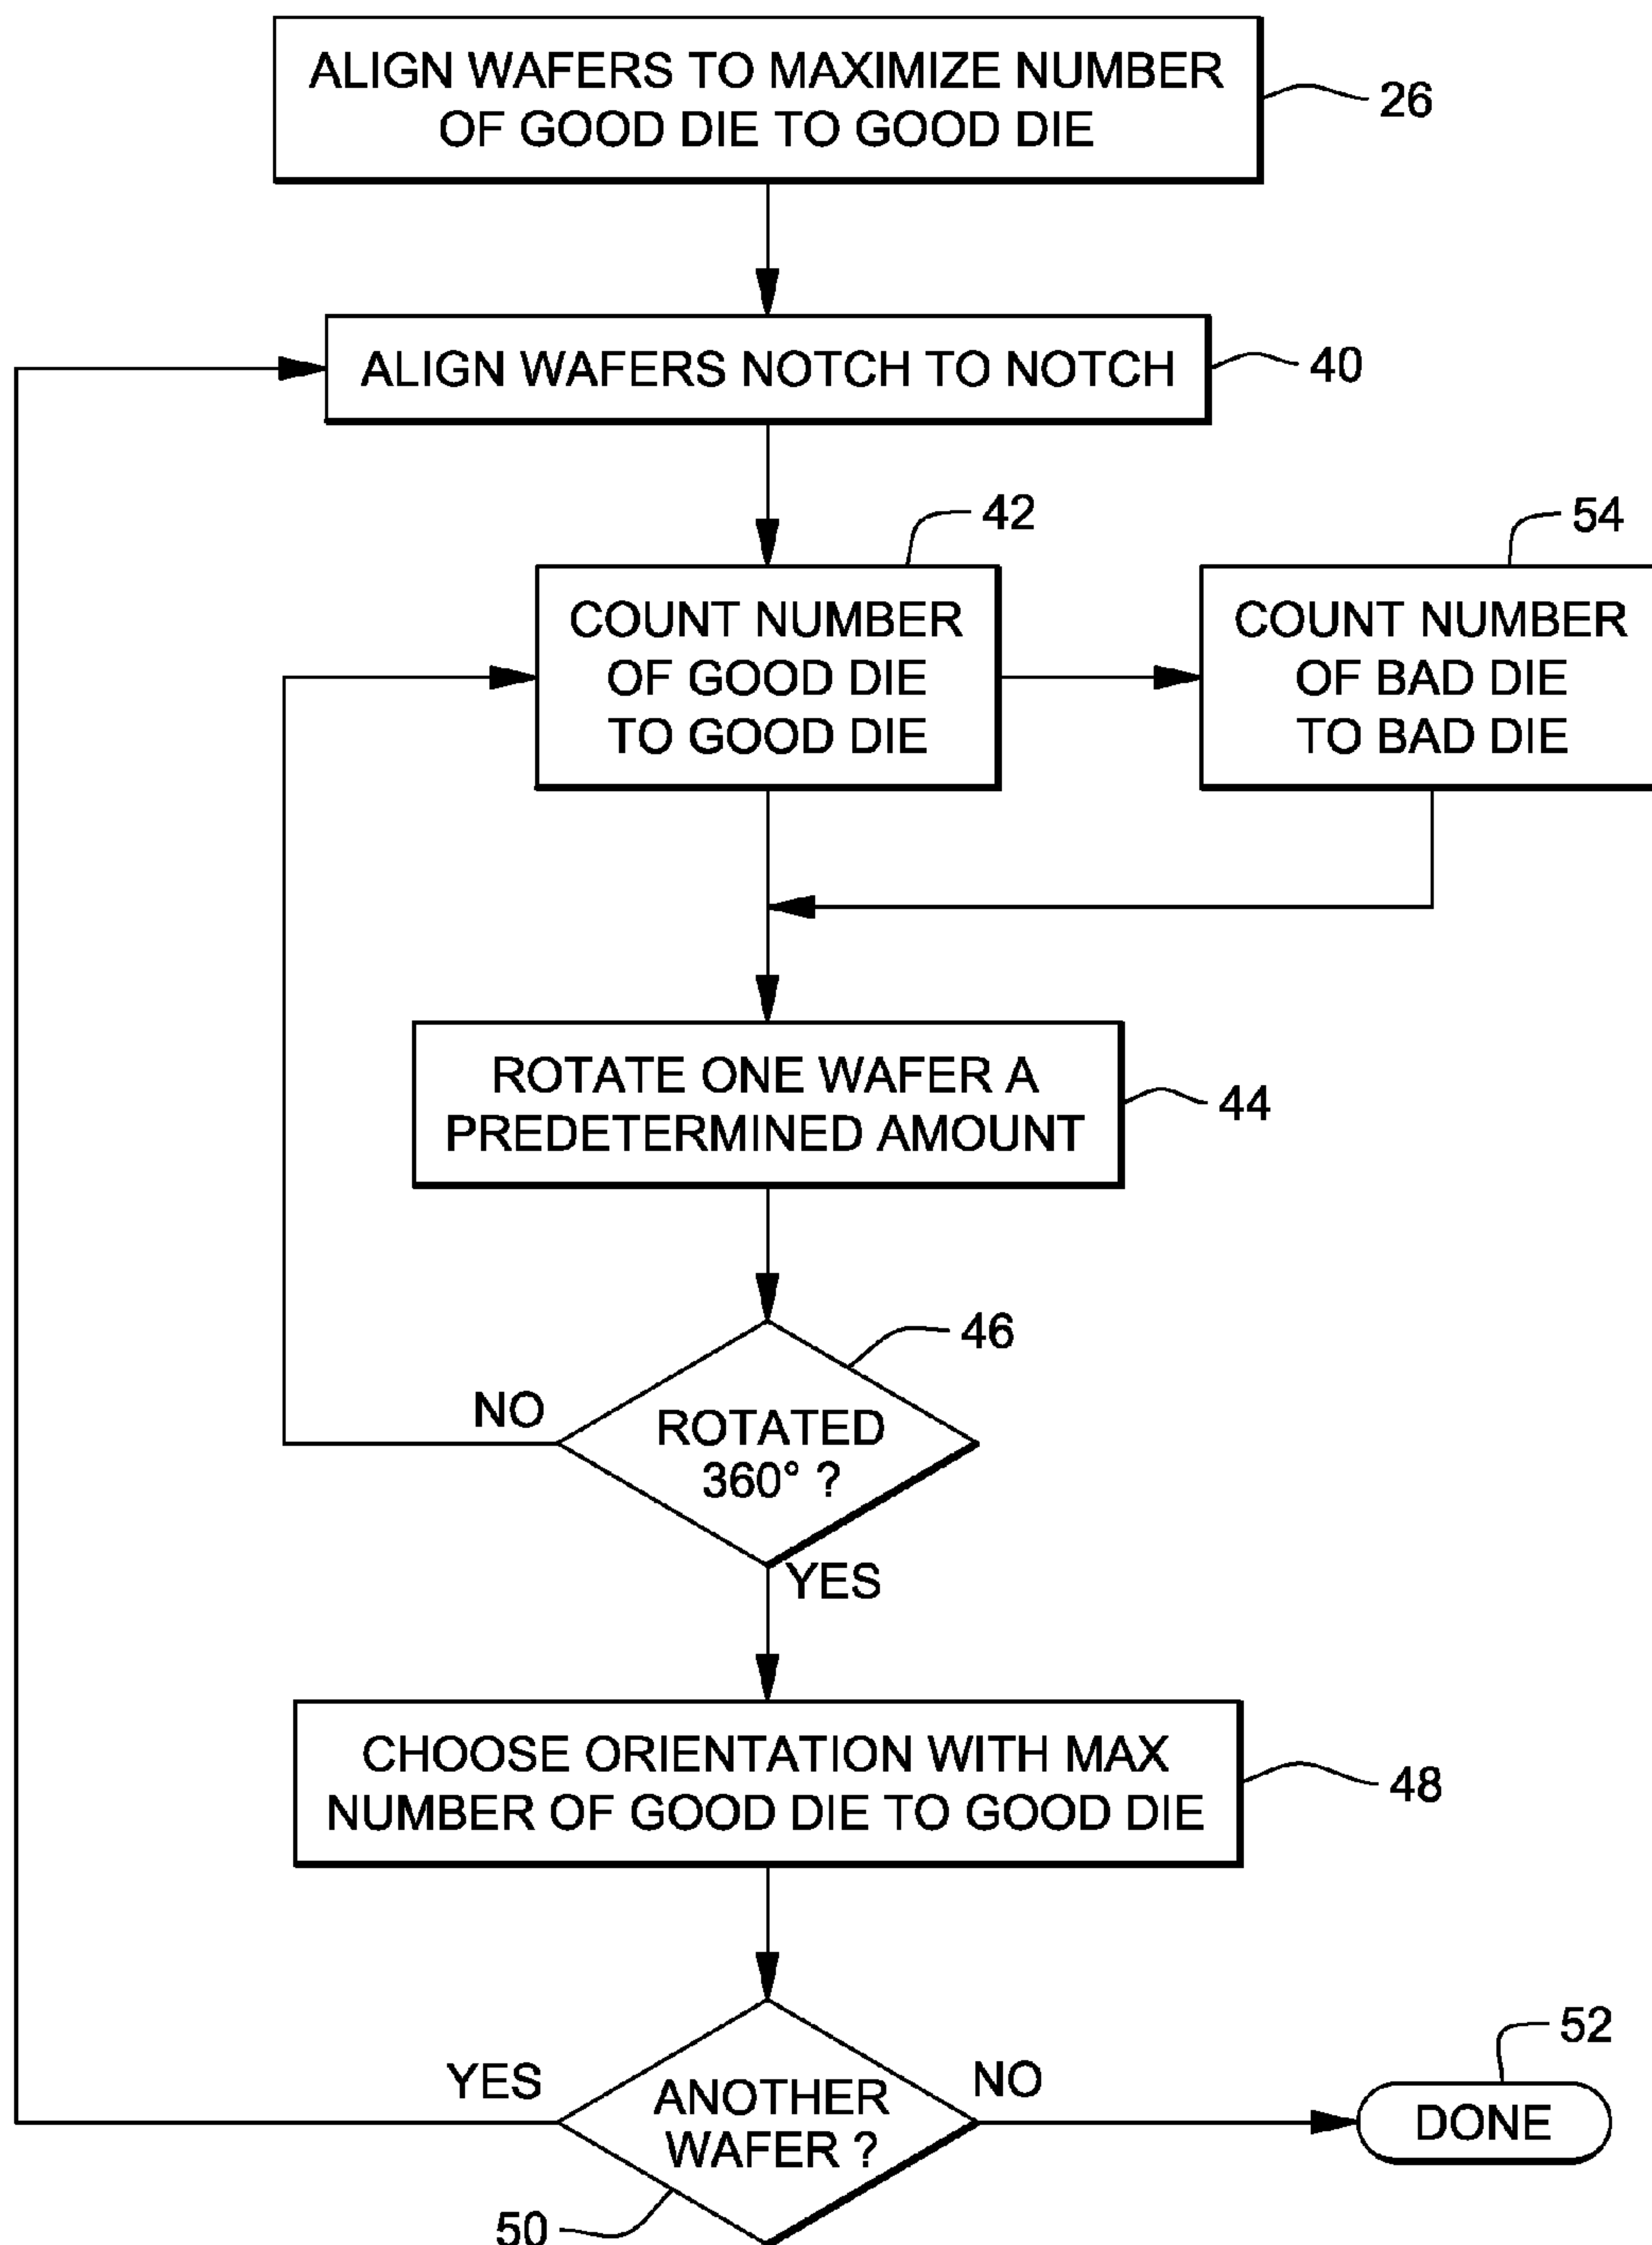 ALIGN WAFERS TO MAXIMIZE NUMBER
OF GOOD DIE TO GOOD DIE
26
ALIGN WAFERS NOTCH TO NOTCH
40
42
54
COUNT NUMBER
OF GOOD DIE
TO GOOD DIE
COUNT NUMBER
OF BAD DIE
TO BAD DIE
ROTATE ONE WAFER A
PREDETERMINED AMOUNT
44
46
NO
ROTATED
360° ?
YES
CHOOSE ORIENTATION WITH MAX
NUMBER OF GOOD DIE TO GOOD DIE
48
52
YES
NO
ANOTHER
WAFER ?
DONE
50